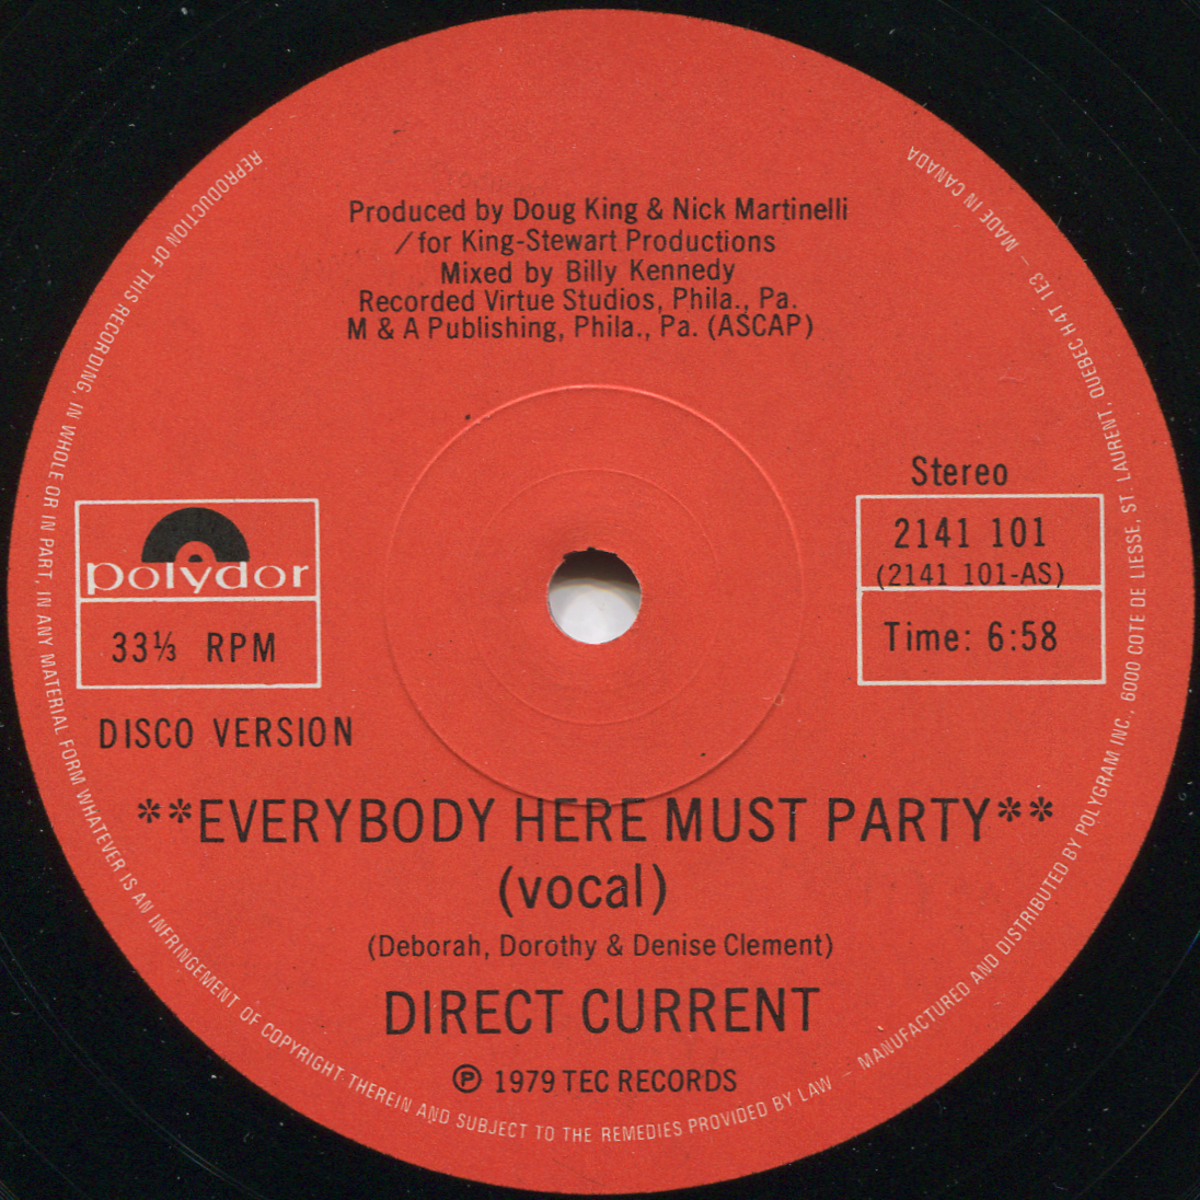 Produced by Doug King & Nick Martinelli
/for King-Stewart Productions
Mixed by Billy Kennedy
Recorded Virtue Studios, Phila., Pa.
M & A Publishing, Phila., Pa. (ASCAP)
polydor
33⅓ RPM
DISCO VERSION
Stereo
2141 101
(2141 101-AS)
Time: 6:58
**EVERYBODY HERE MUST PARTY**
(vocal)
(Deborah, Dorothy & Denise Clement)
DIRECT CURRENT
℗ 1979 TEC RECORDS
REPRODUCTION OF THIS RECORDING, IN WHOLE OR IN PART, IN ANY MATERIAL FORM WHATEVER IS AN INFRINGEMENT OF COPYRIGHT THEREIN AND SUBJECT TO THE REMEDIES PROVIDED BY LAW – MANUFACTURED AND DISTRIBUTED BY POLYGRAM INC., 6000 COTE DE LIESSE, ST. LAURENT, QUEBEC H4T 1E3 – MADE IN CANADA